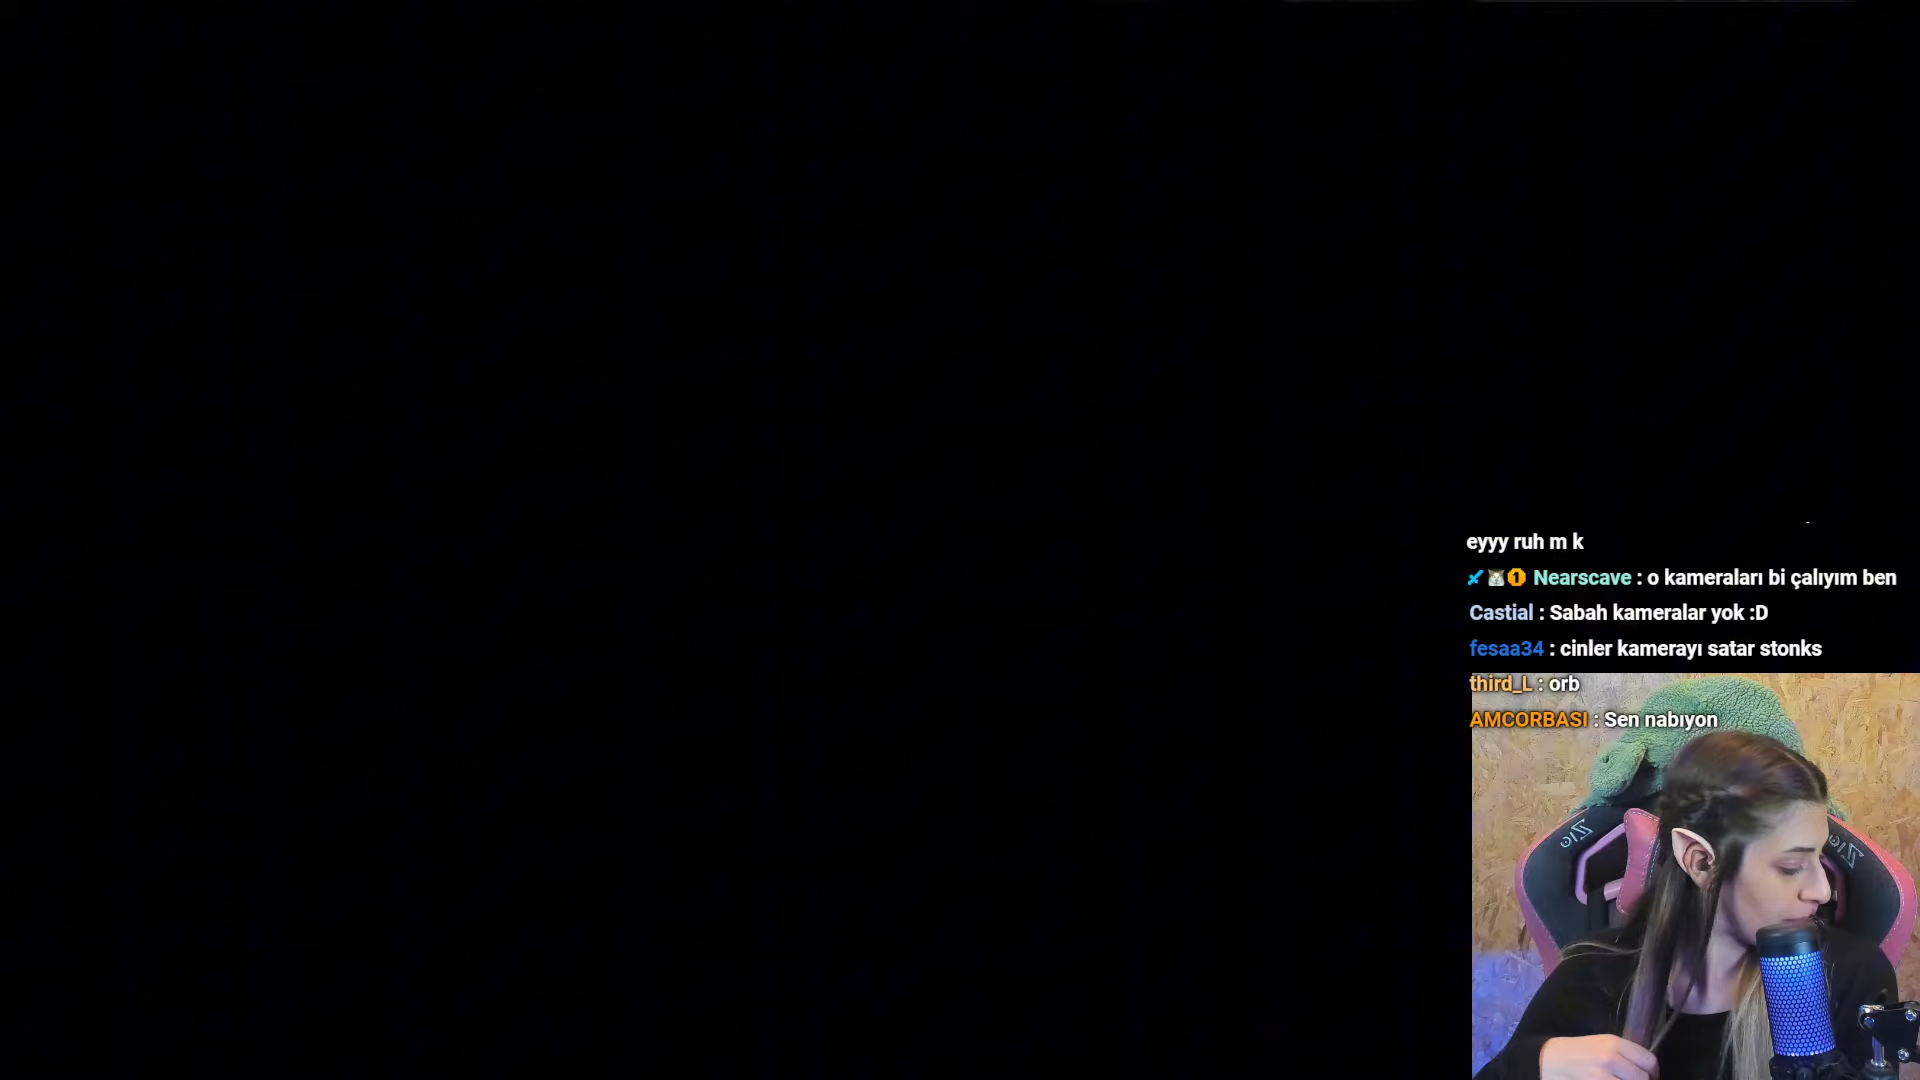 eyyy ruh m k
Nearscave : o kameraları bi çalıyım ben
Castial : Sabah kameralar yok :D
fesaa34 : cinler kamerayı satar stonks
third_L : orb
AMCORBASI : Sen nabıyon